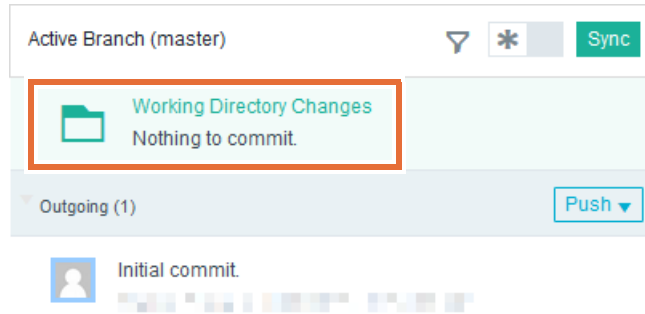 Active Branch (master)
Sync
Working Directory Changes
Nothing to commit.
Outgoing (1)
Push
Initial commit.